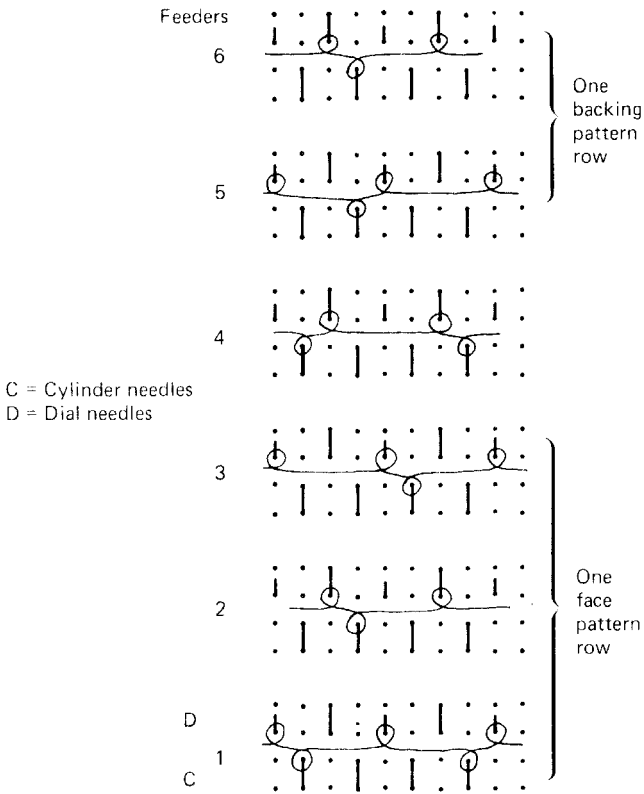 Feeders
6
One
backing
pattern
row
5
4
C = Cylinder needles
D = Dial needles
3
2
One
face
pattern
row
D
1
C